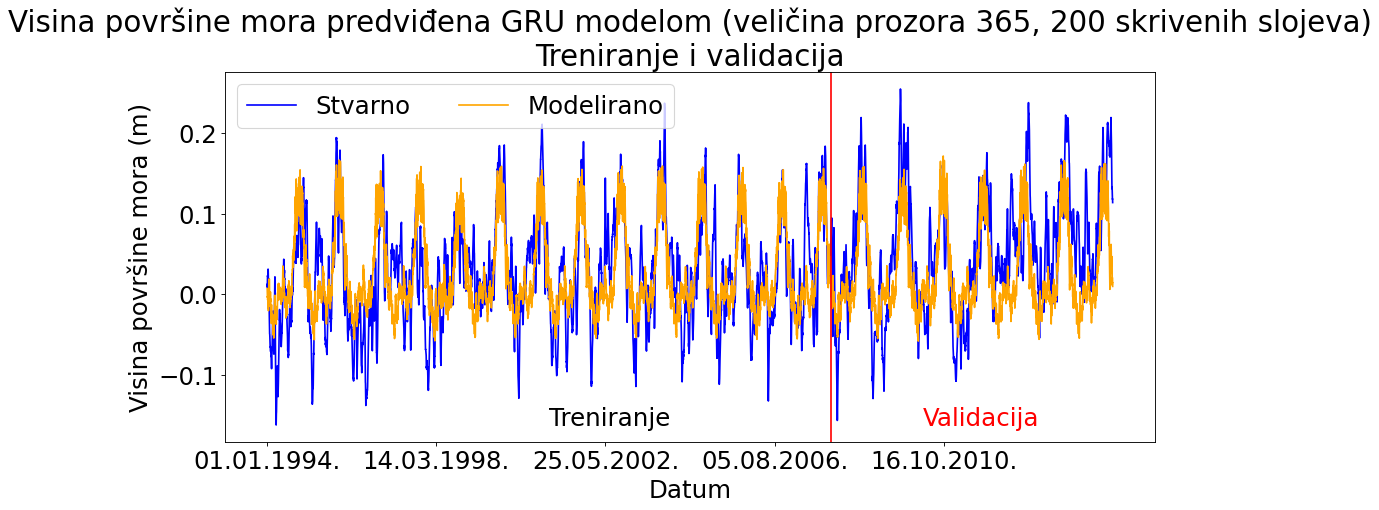 Visina površine mora predviđena GRU modelom (veličina prozora 365, 200 skrivenih slojeva)
Treniranje i validacija
Stvarno Modelirano
Visina površine mora (m)
0.2
0.1
0.0
−0.1
Treniranje Validacija
01.01.1994. 14.03.1998. 25.05.2002. 05.08.2006. 16.10.2010.
Datum